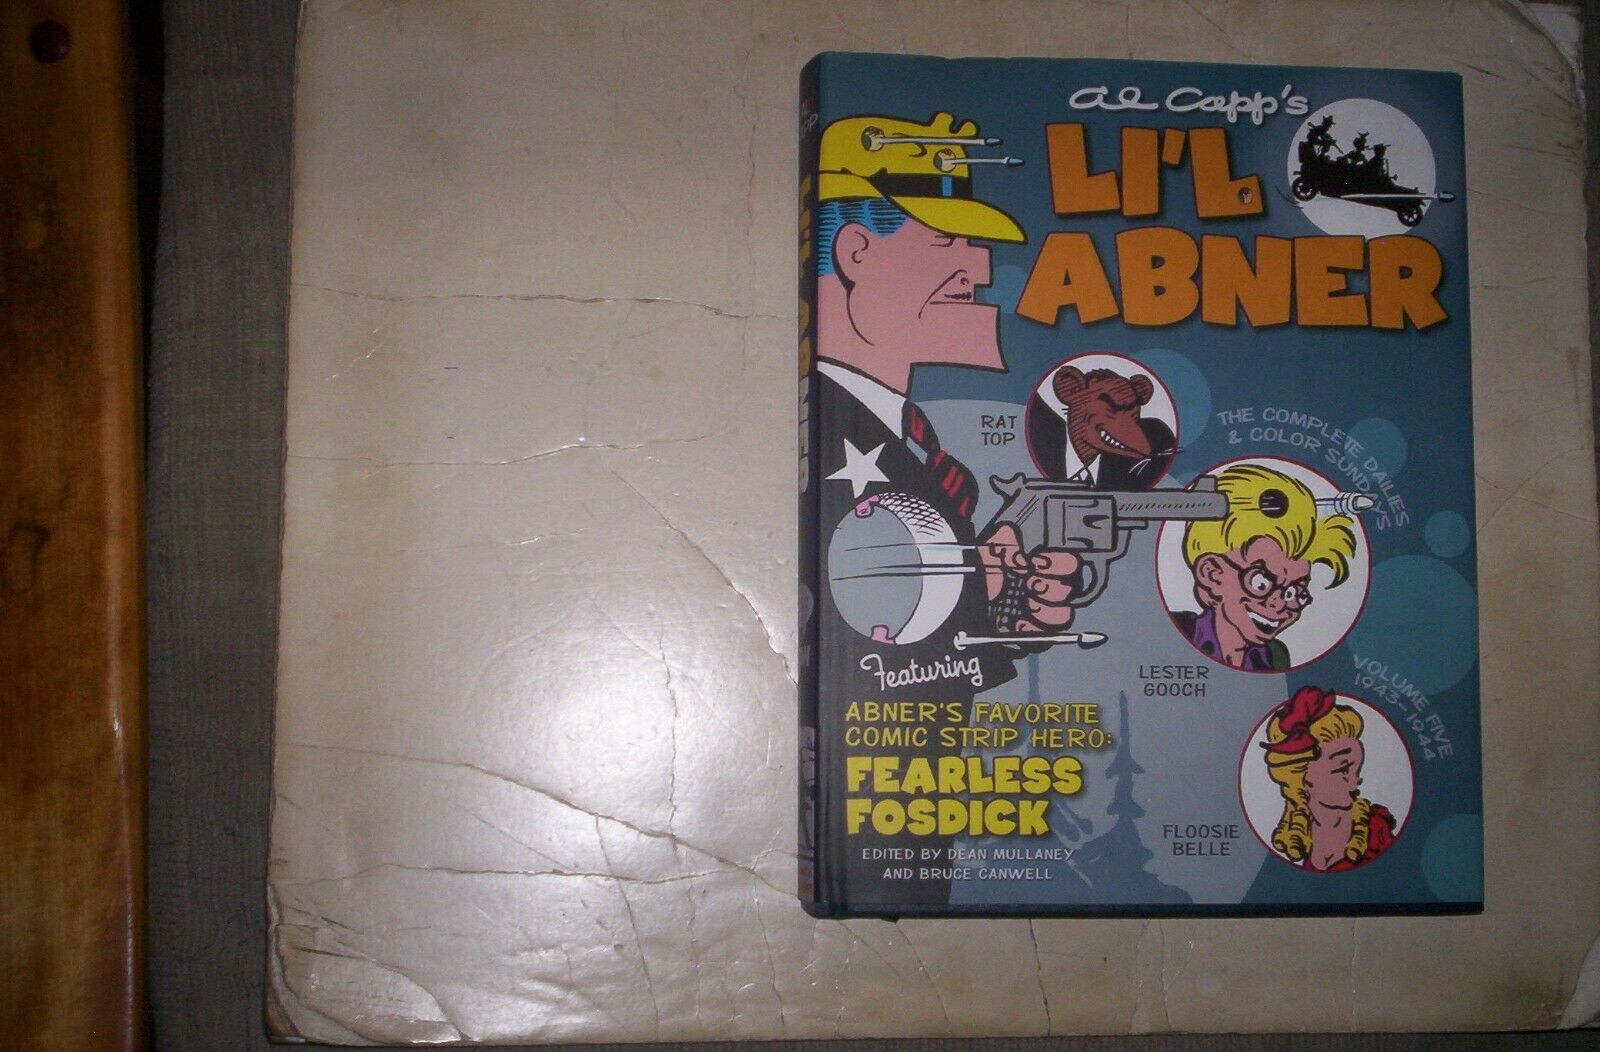 al Capp's
LI'L
ABNER
RAT
TOP
THE COMPLETE DAILIES
& COLOR SUNDAYS
LESTER
GOOCH
VOLUME FIVE
1943-1944
Featuring
ABNER'S FAVORITE
COMIC STRIP HERO:
FEARLESS
FOSDICK
FLOOSIE
BELLE
EDITED BY DEAN MULLANEY
AND BRUCE CANWELL